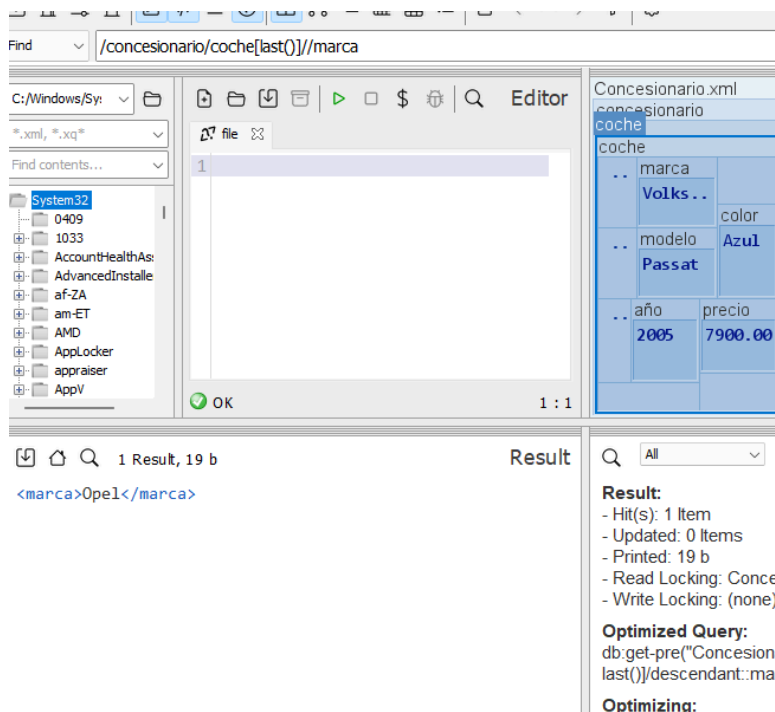 Find
/concesionario/coche[last()]//marca
C:/Windows/Sy:
*.xml, *.xq*
Find contents...
System32
0409
1033
AccountHealthAs:
AdvancedInstalle
af-ZA
am-ET
AMD
AppLocker
appraiser
AppV
Editor
file
1
OK
1 : 1
Concesionario.xml
concesionario
coche
coche
.. marca
Volks..
color
.. modelo
Azul
Passat
.. año precio
2005 7900.00
1 Result, 19 b
Result
<marca>Opel</marca>
All
Result:
- Hit(s): 1 Item
- Updated: 0 Items
- Printed: 19 b
- Read Locking: Conce
- Write Locking: (none)
Optimized Query:
db:get-pre("Concesion
last()]/descendant::ma
Optimizing: